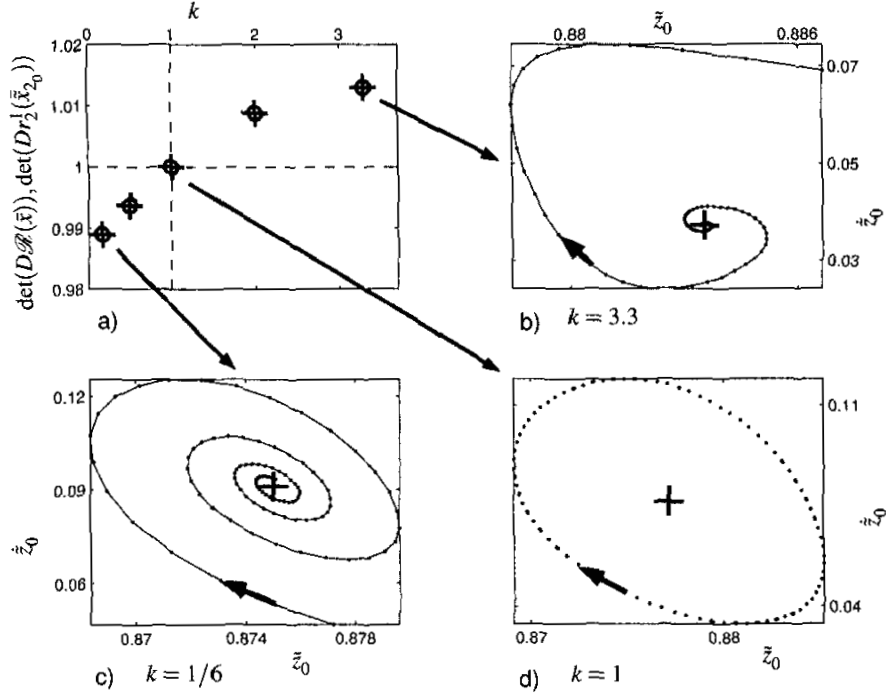 k
0 1 2 3
1.02
1.01
1
0.99
0.98
det(Dℛ(x̄)), det(Dr₂¹(x̃̄₂₀))
a)
0.88 z̃₀ 0.886
0.07
0.05
0.03
ż̃₀
b) k = 3.3
0.12
0.09
0.06
ż̃₀
0.87 0.874 0.878
z̃₀
c) k = 1/6
0.11
0.04
ż̃₀
0.87 0.88 z̃₀
d) k = 1